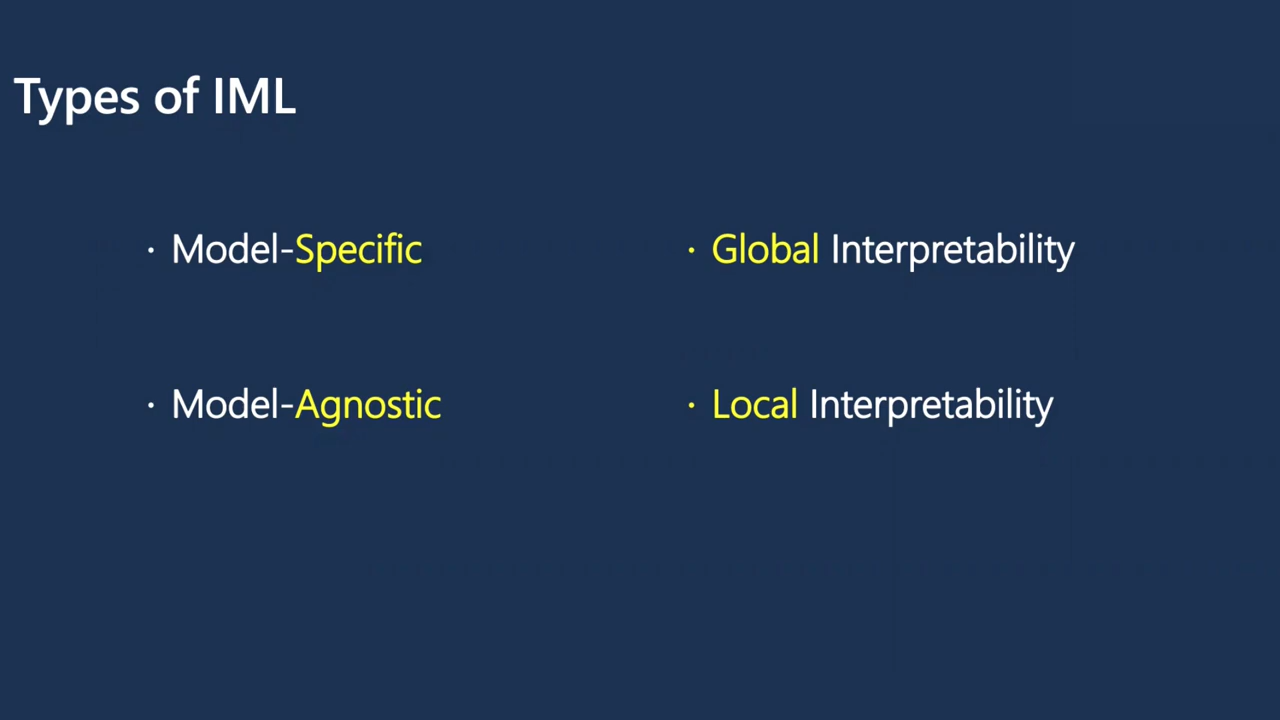 Types of IML
· Model-Specific
· Model-Agnostic
· Global Interpretability
· Local Interpretability